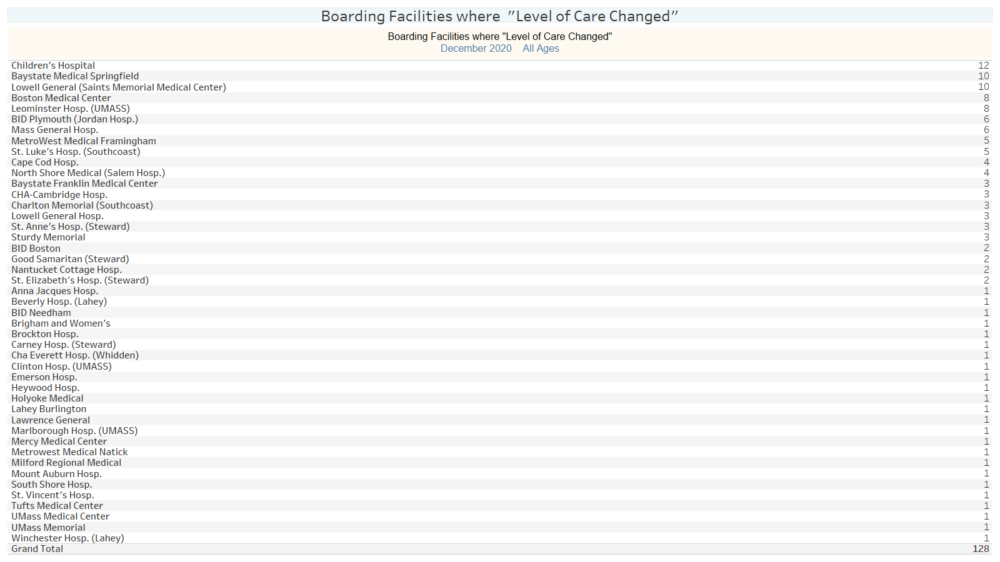 Boarding Facilities where "Level of Care Changed"
Boarding Facilities where "Level of Care Changed"
December 2020 All Ages
Children's Hospital 12
Baystate Medical Springfield 10
Lowell General (Saints Memorial Medical Center) 10
Boston Medical Center 8
Leominster Hosp. (UMASS) 8
BID Plymouth (Jordan Hosp.) 6
Mass General Hosp. 6
MetroWest Medical Framingham 5
St. Luke's Hosp. (Southcoast) 5
Cape Cod Hosp. 4
North Shore Medical (Salem Hosp.) 4
Baystate Franklin Medical Center 3
CHA-Cambridge Hosp. 3
Charlton Memorial (Southcoast) 3
Lowell General Hosp. 3
St. Anne's Hosp. (Steward) 3
Sturdy Memorial 3
BID Boston 2
Good Samaritan (Steward) 2
Nantucket Cottage Hosp. 2
St. Elizabeth's Hosp. (Steward) 2
Anna Jacques Hosp. 1
Beverly Hosp. (Lahey) 1
BID Needham 1
Brigham and Women's 1
Brockton Hosp. 1
Carney Hosp. (Steward) 1
Cha Everett Hosp. (Whidden) 1
Clinton Hosp. (UMASS) 1
Emerson Hosp. 1
Heywood Hosp. 1
Holyoke Medical 1
Lahey Burlington 1
Lawrence General 1
Marlborough Hosp. (UMASS) 1
Mercy Medical Center 1
Metrowest Medical Natick 1
Milford Regional Medical 1
Mount Auburn Hosp. 1
South Shore Hosp. 1
St. Vincent's Hosp. 1
Tufts Medical Center 1
UMass Medical Center 1
UMass Memorial 1
Winchester Hosp. (Lahey) 1
Grand Total 128